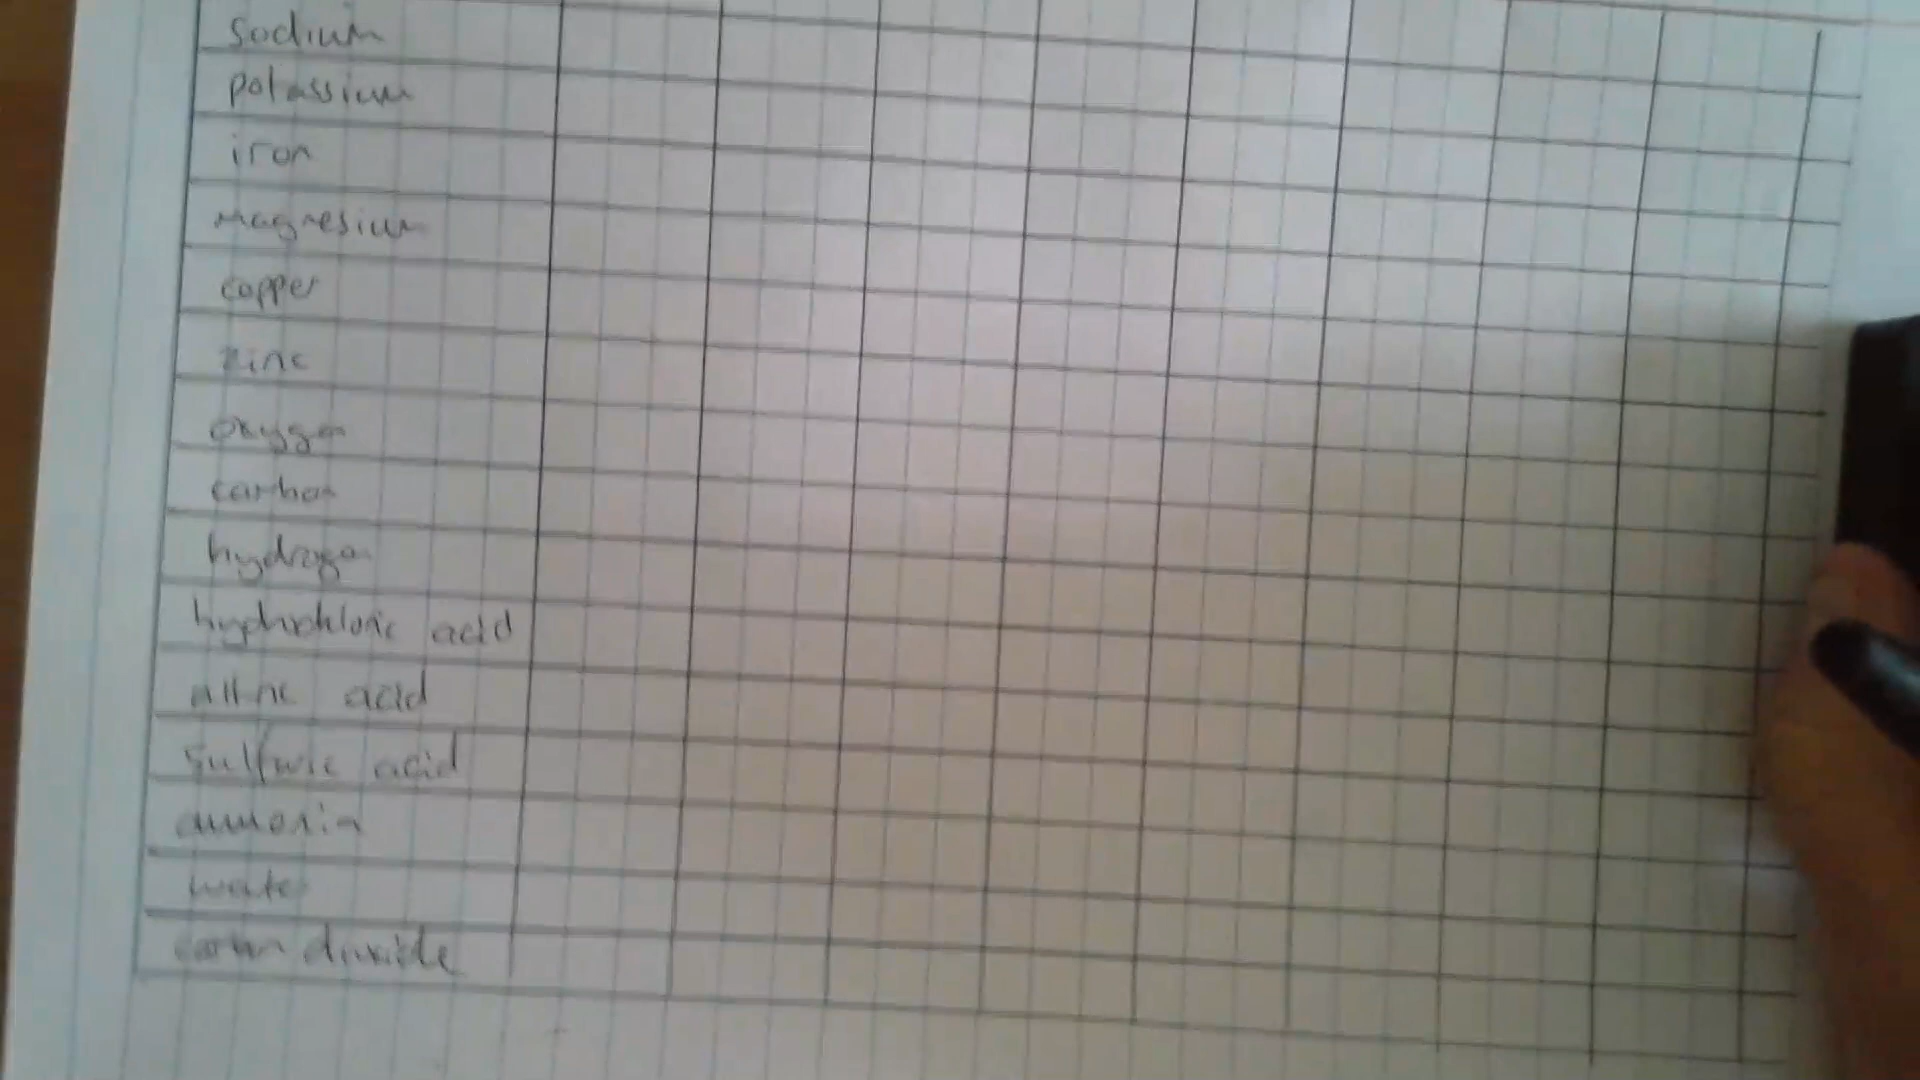 sodium
potassium
iron
magnesium
copper
zinc
oxygen
carbon
hydrogen
hydrochloric acid
nitric acid
sulfuric acid
ammonia
water
carbon dioxide